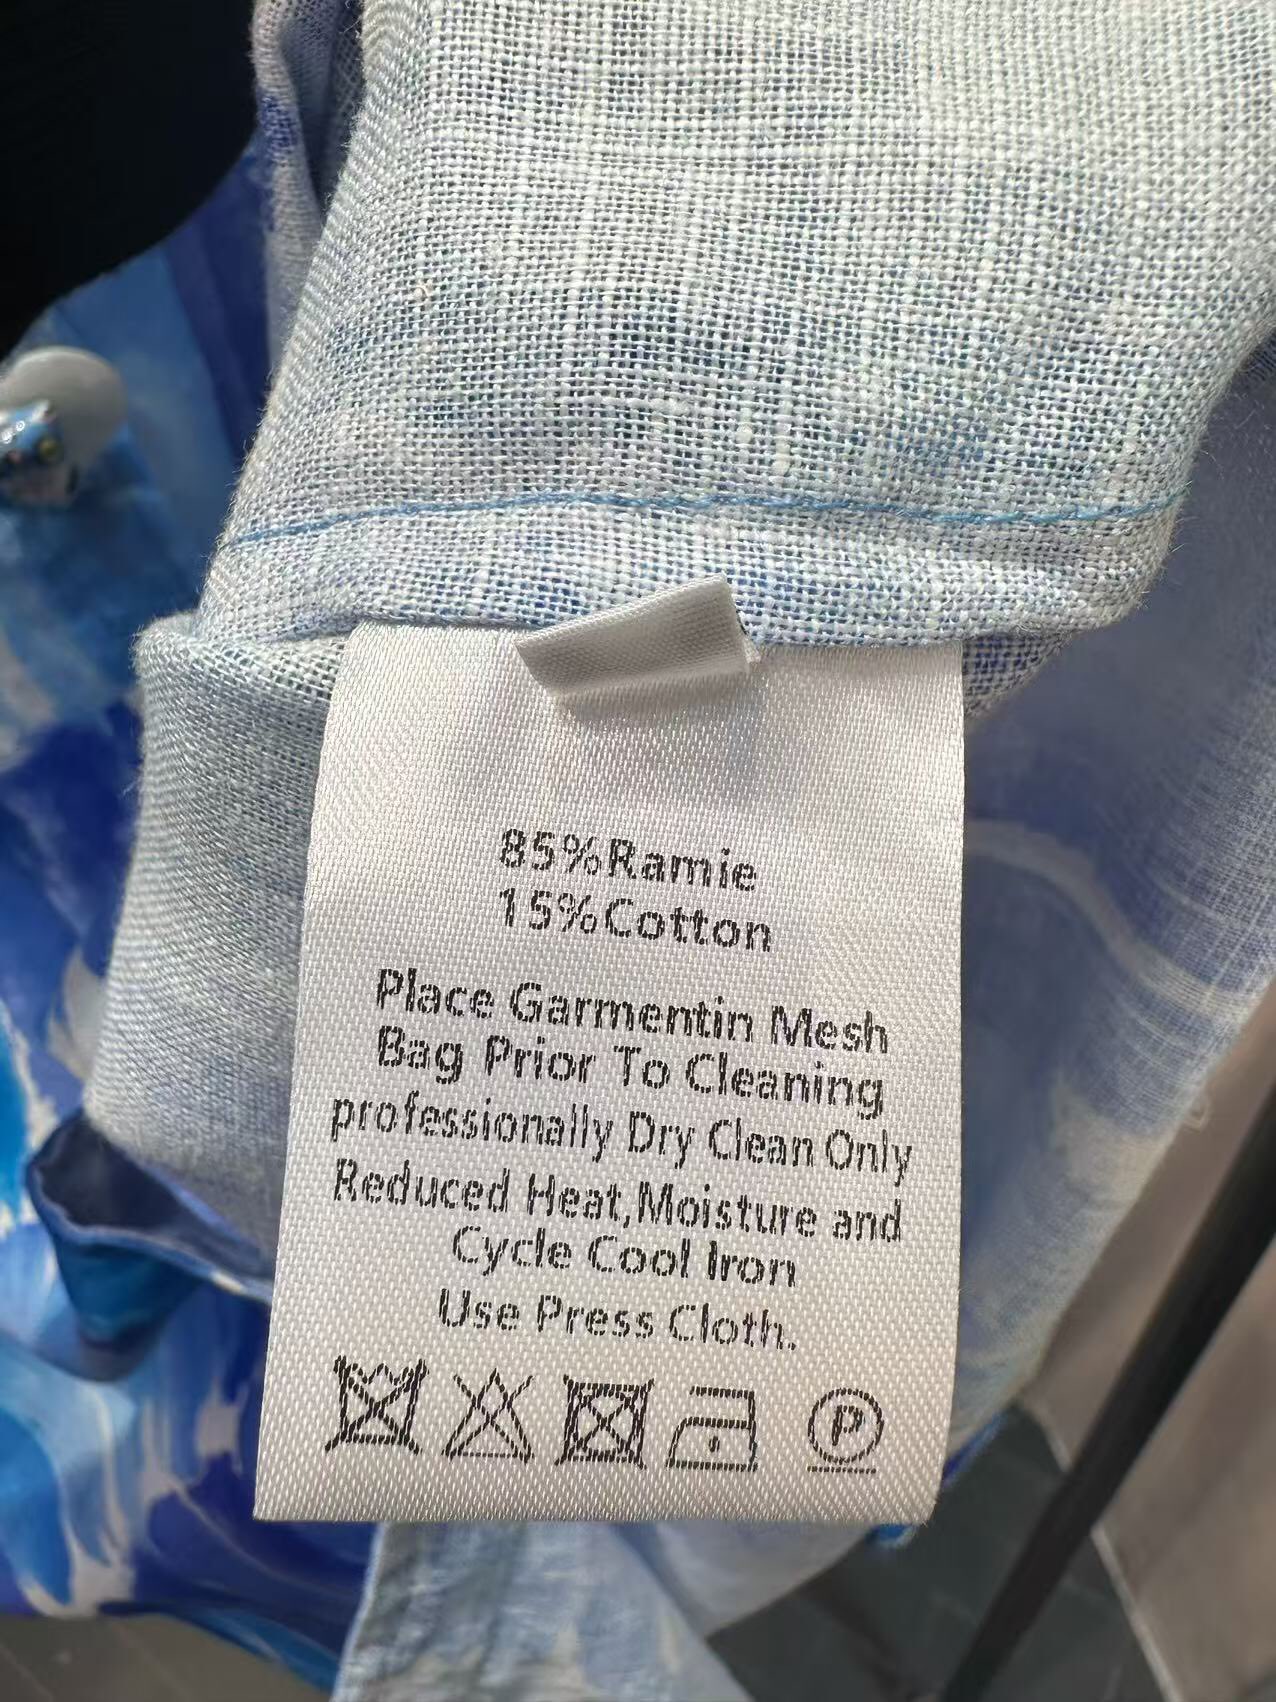 85%Ramie
15%Cotton
Place Garmentin Mesh
Bag Prior To Cleaning
professionally Dry Clean Only
Reduced Heat,Moisture and
Cycle Cool Iron
Use Press Cloth.
P